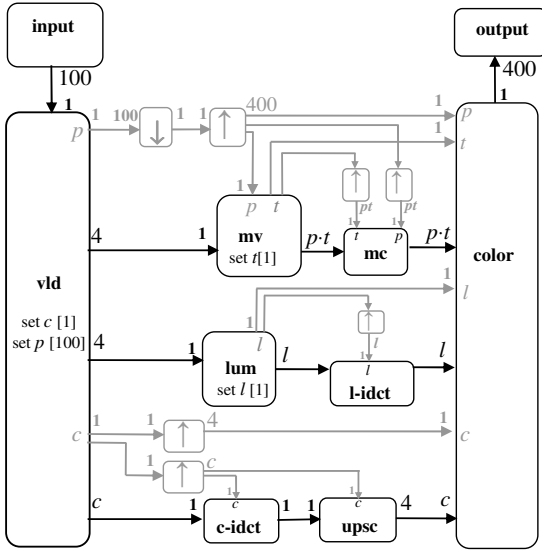 input
output
100
400
1
1
p
1
100
↓
1
1
↑
400
1
p
1
t
1
p
t
↑
pt
↑
pt
4
1
mv
set t[1]
p·t
1
t
p
mc
p·t
color
vld
set c [1]
set p [100]
1
l
4
1
lum
set l [1]
1
l
l
↑
l
1
l
l-idct
l
c
1
1
↑
4
1
c
1
↑
c
1
c
1
c
c
1
c-idct
1
1
upsc
4
c